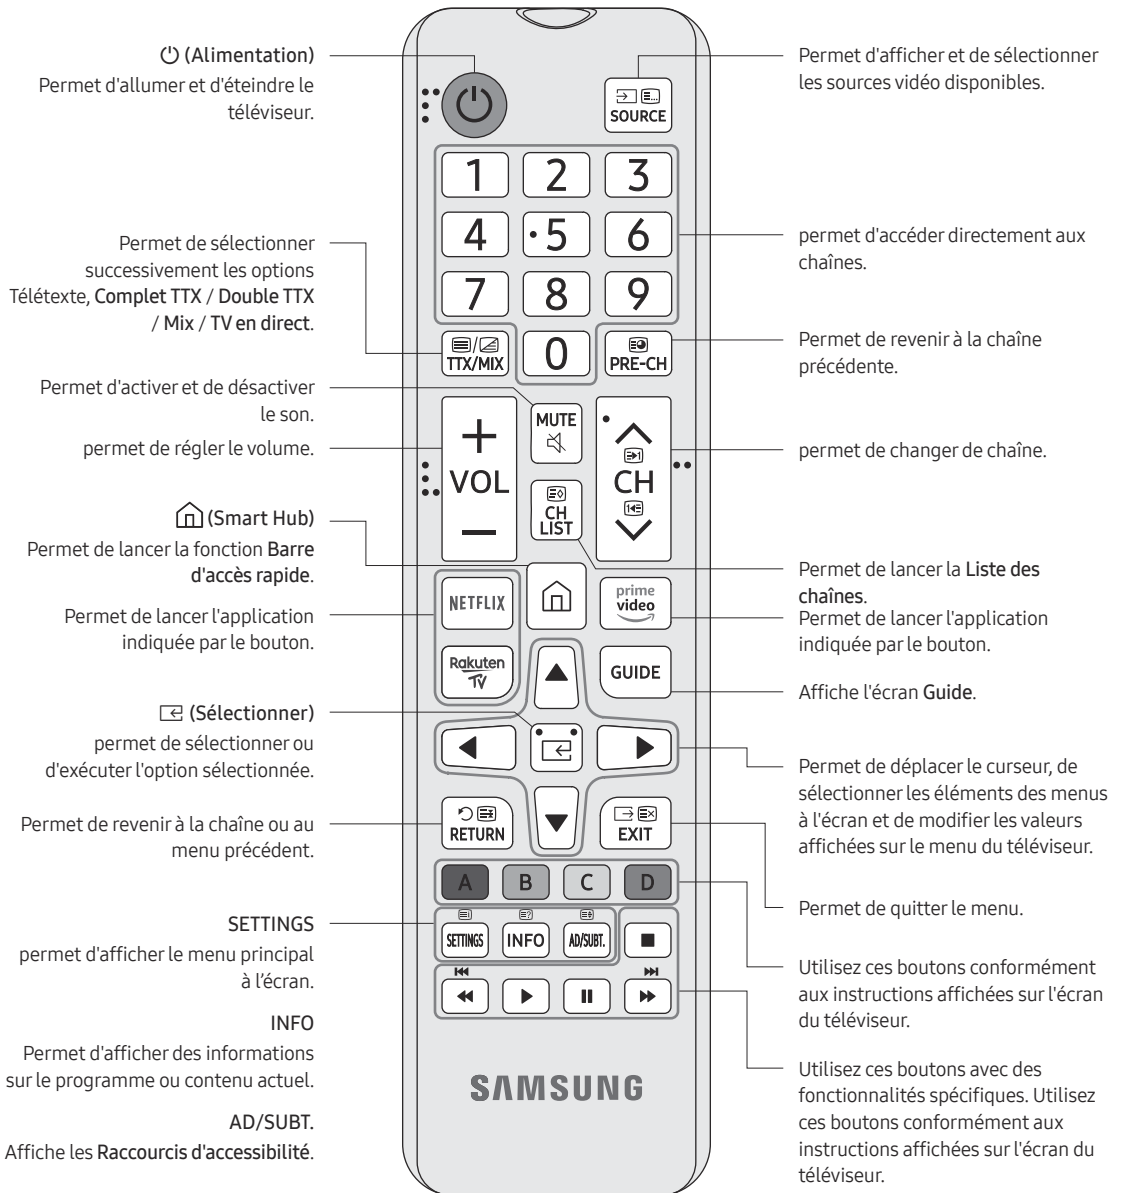 (Alimentation)
Permet d'allumer et d'éteindre le
téléviseur.
Permet de sélectionner
successivement les options
Télétexte, Complet TTX / Double TTX
/ Mix / TV en direct.
Permet d'activer et de désactiver
le son.
permet de régler le volume.
(Smart Hub)
Permet de lancer la fonction Barre
d'accès rapide.
Permet de lancer l'application
indiquée par le bouton.
(Sélectionner)
permet de sélectionner ou
d'exécuter l'option sélectionnée.
Permet de revenir à la chaîne ou au
menu précédent.
SETTINGS
permet d'afficher le menu principal
à l’écran.
INFO
Permet d'afficher des informations
sur le programme ou contenu actuel.
AD/SUBT.
Affiche les Raccourcis d'accessibilité.
SOURCE
1 2 3
4 5 6
7 8 9
TTX/MIX 0 PRE-CH
MUTE
VOL
CH
CH
LIST
NETFLIX
prime
video
Rakuten
TV
GUIDE
RETURN
EXIT
A B C D
SETTINGS INFO AD/SUBT.
SAMSUNG
Permet d'afficher et de sélectionner
les sources vidéo disponibles.
permet d'accéder directement aux
chaînes.
Permet de revenir à la chaîne
précédente.
permet de changer de chaîne.
Permet de lancer la Liste des
chaînes.
Permet de lancer l'application
indiquée par le bouton.
Affiche l'écran Guide.
Permet de déplacer le curseur, de
sélectionner les éléments des menus
à l'écran et de modifier les valeurs
affichées sur le menu du téléviseur.
Permet de quitter le menu.
Utilisez ces boutons conformément
aux instructions affichées sur l'écran
du téléviseur.
Utilisez ces boutons avec des
fonctionnalités spécifiques. Utilisez
ces boutons conformément aux
instructions affichées sur l'écran du
téléviseur.